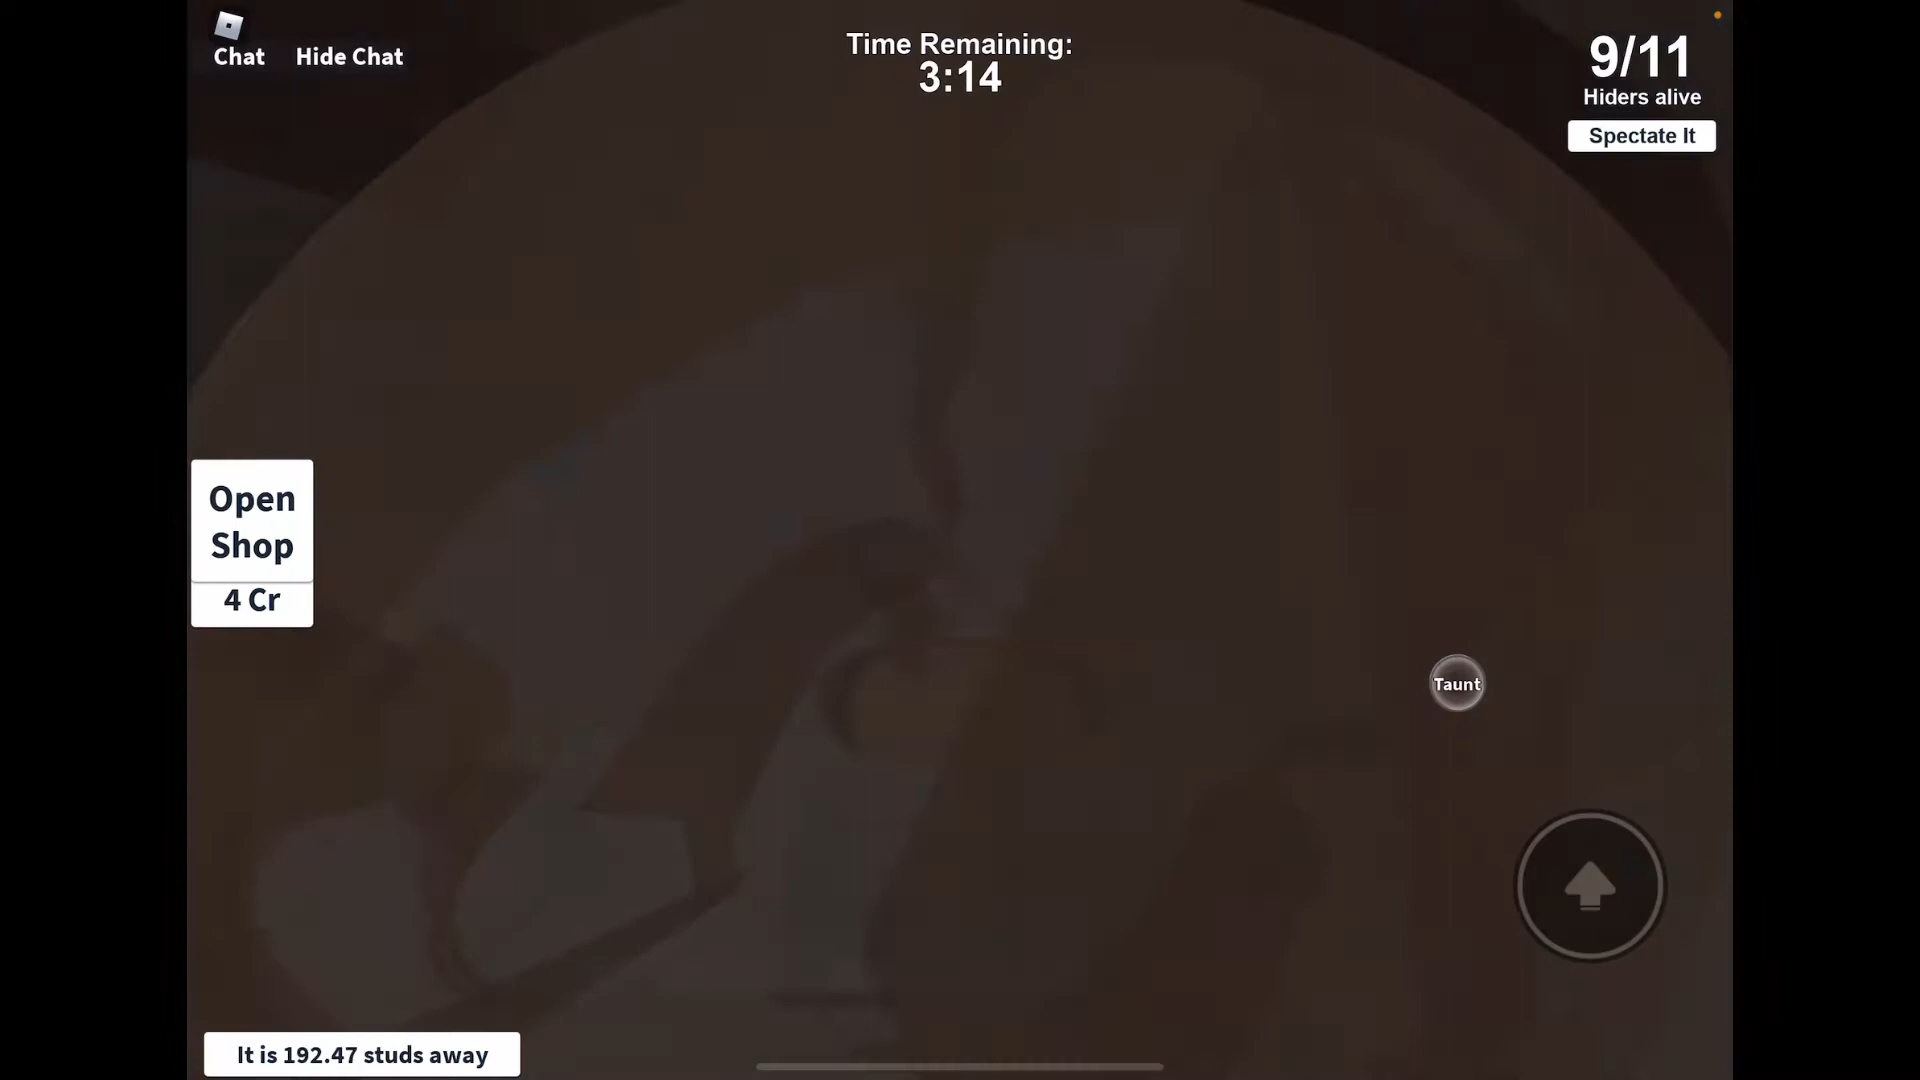 Chat
Hide Chat
Time Remaining:
3:14
9/11
Hiders alive
Spectate It
Open
Shop
4 Cr
Taunt
It is 192.47 studs away